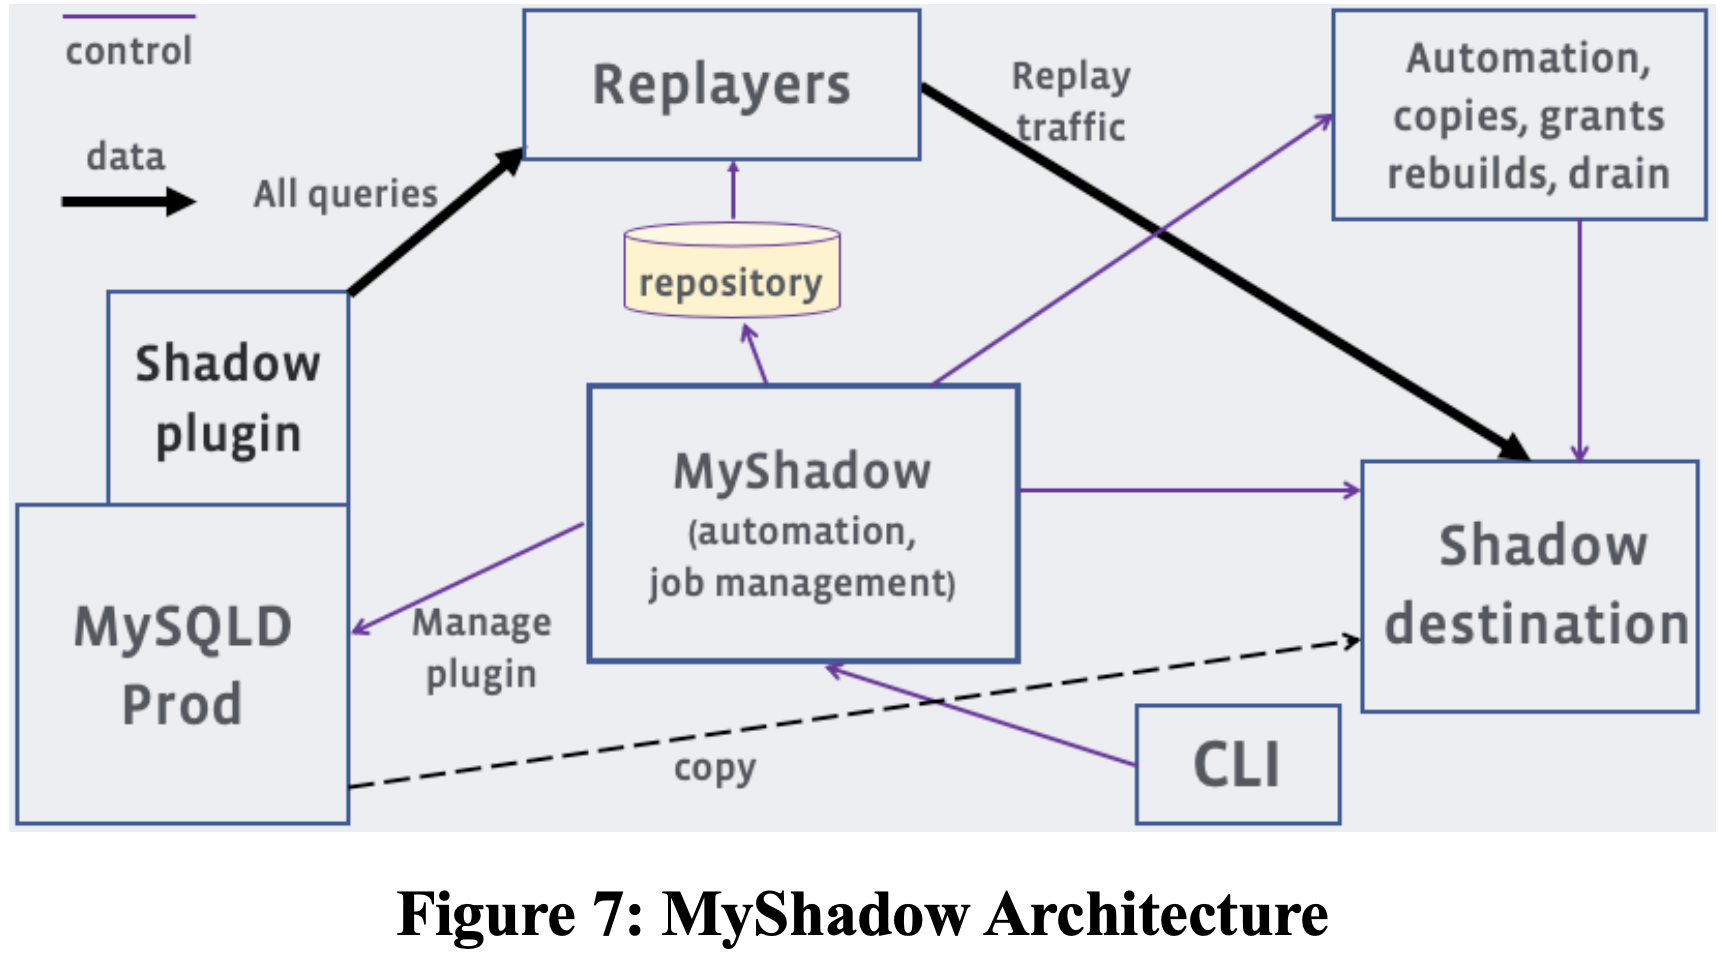 control
data
All queries
Replayers
Replay
traffic
Automation,
copies, grants
rebuilds, drain
repository
Shadow
plugin
MySQLD
Prod
Manage
plugin
MyShadow
(automation,
job management)
Shadow
destination
copy
CLI
Figure 7: MyShadow Architecture